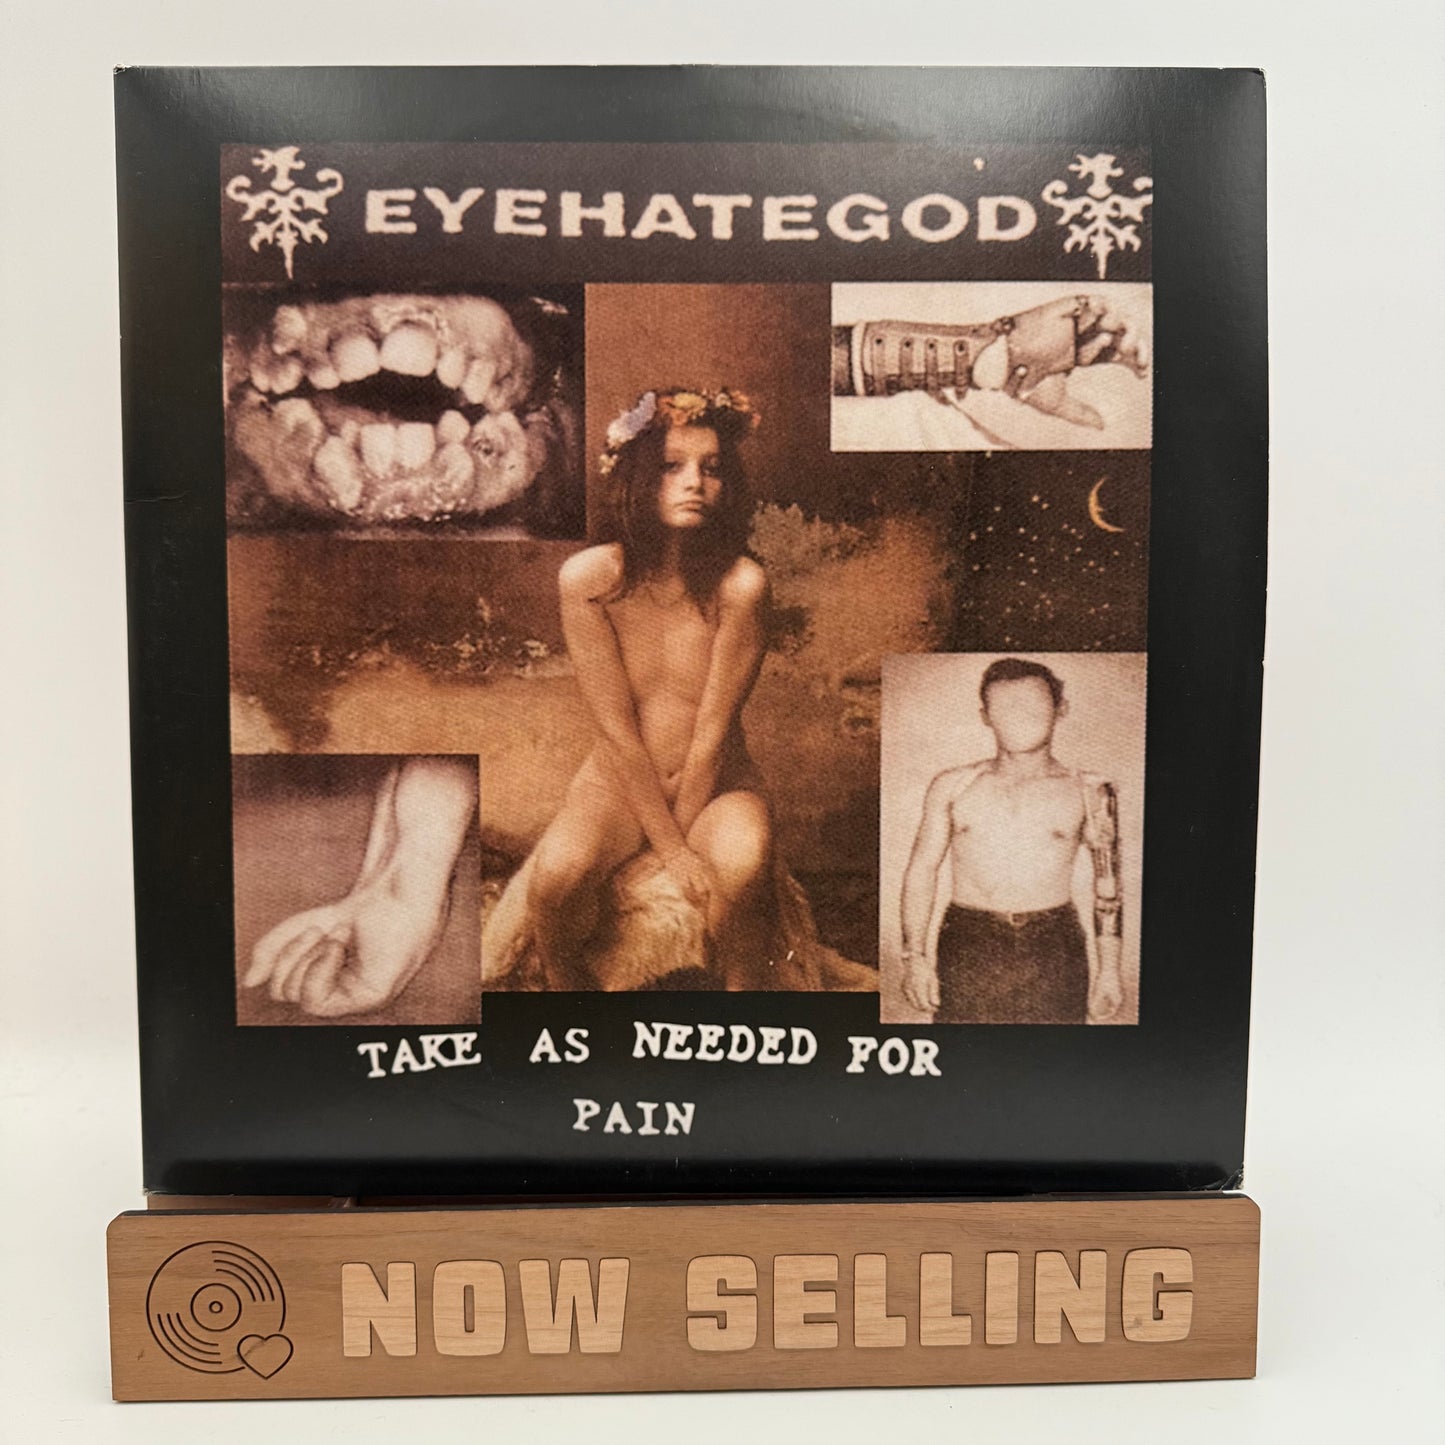 EYEHATEGOD
TAKE AS NEEDED FOR
PAIN
NOW SELLING